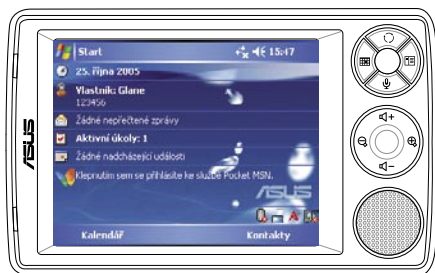 Start 15:47
25. října 2005
Vlastník: Glane
123456
Žádné nepřečtené zprávy
Aktivní úkoly: 1
Žádné nadcházející události
Klepnutím sem se přihlásíte ke službě Pocket MSN.
ASUS
A
Kalendář Kontakty
ASUS
+
–